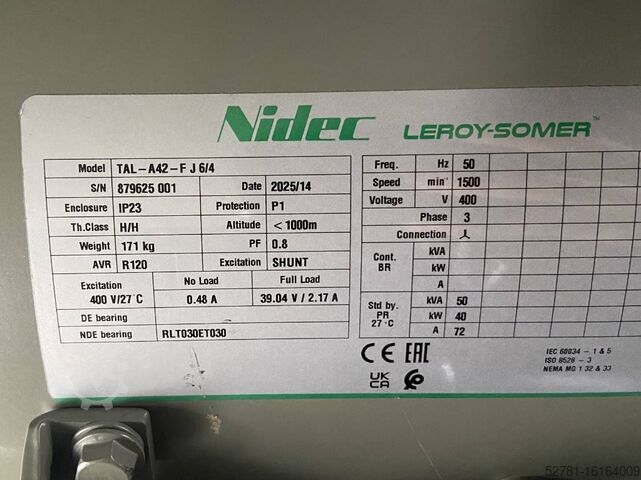 Nidec LEROY-SOMER™
Model TAL-A42-F J 6/4
S/N 879625 001 Date 2025/14
Enclosure IP23 Protection P1
Th.Class H/H Altitude < 1000m
Weight 171 kg PF 0.8
AVR R120 Excitation SHUNT
Excitation No Load Full Load
400 V/27°C 0.48 A 39.04 V / 2.17 A
DE bearing
NDE bearing RLT030ET030
Freq. Hz 50
Speed min⁻¹ 1500
Voltage V 400
Phase 3
Connection
Cont. BR kVA
kW
A
Std by. PR 27°C kVA 50
kW 40
A 72
CE EAC
UK CA
IEC 60034 - 1 & 5
ISO 8528 - 3
NEMA MG 1 32 & 33
52781-16164009